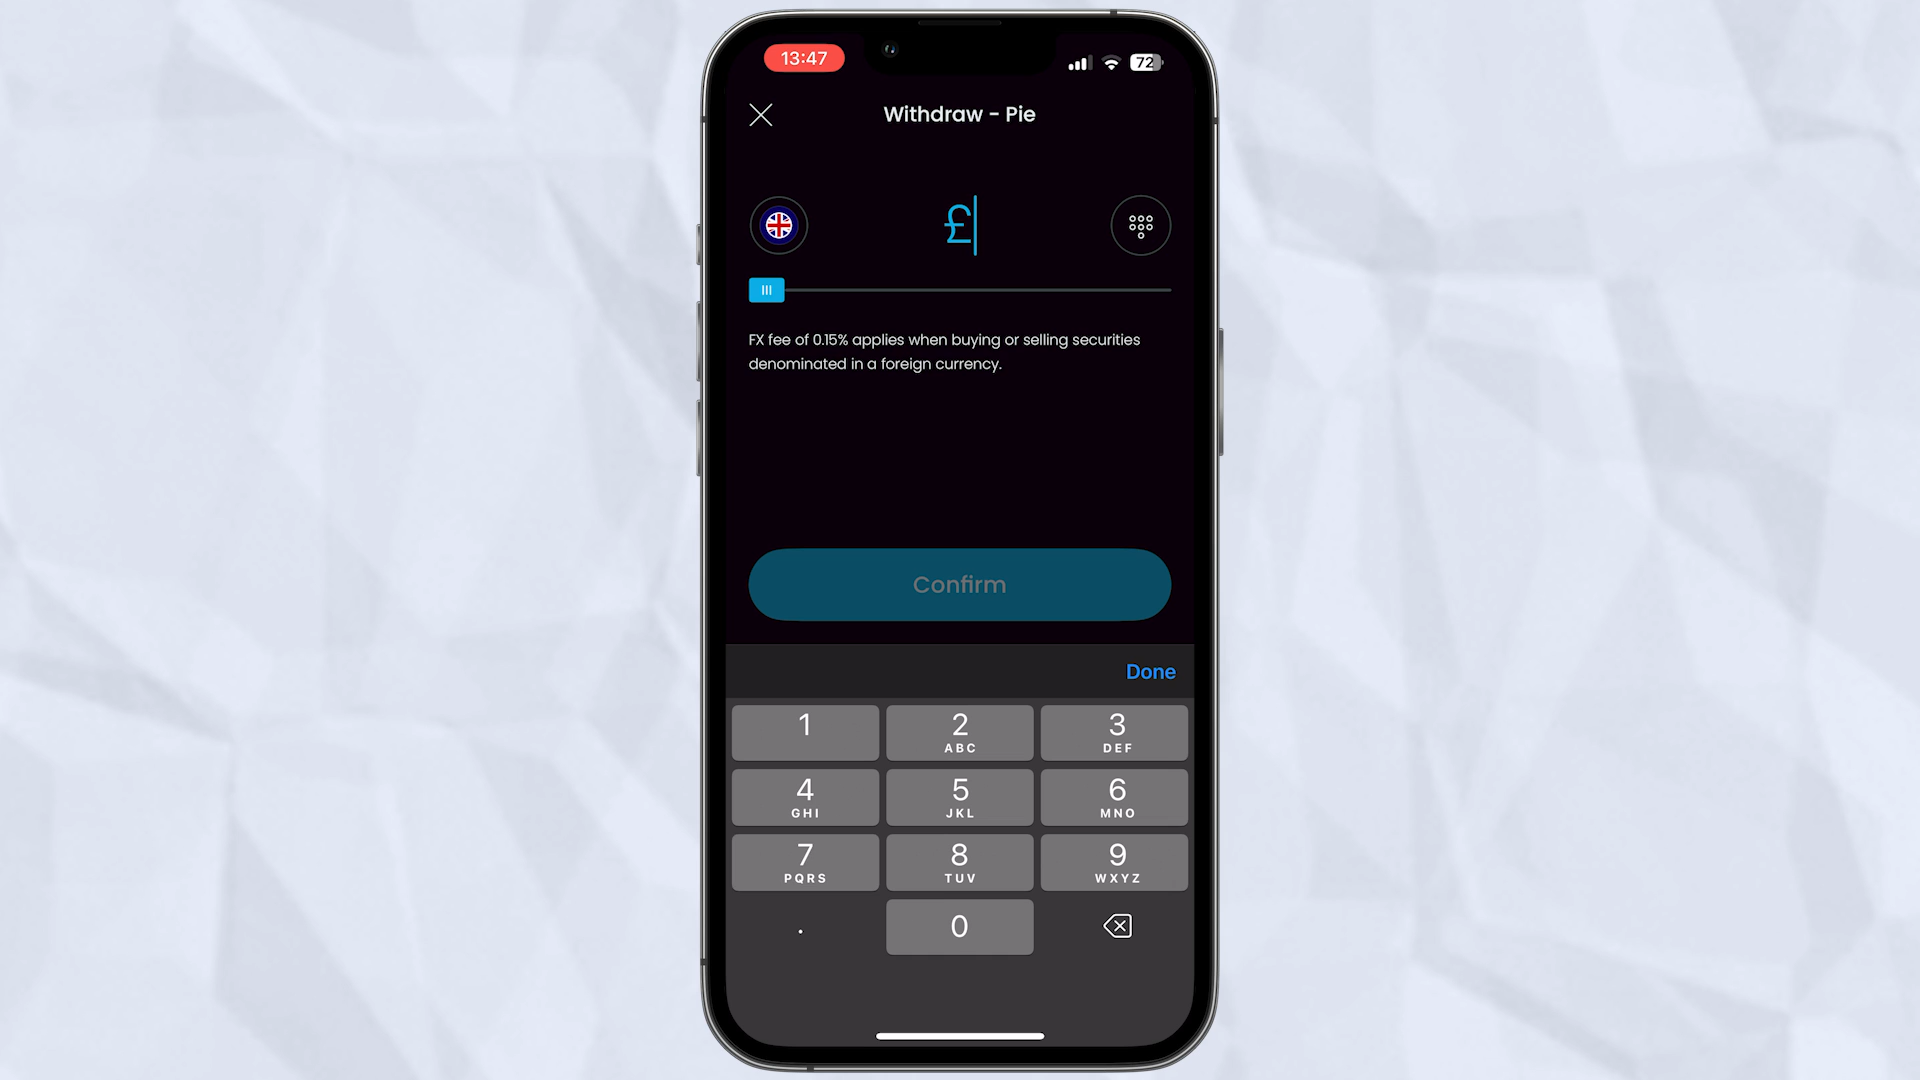 13:47
72
Withdraw - Pie
£
FX fee of 0.15% applies when buying or selling securities
denominated in a foreign currency.
Confirm
Done
1
2
ABC
3
DEF
4
GHI
5
JKL
6
MNO
7
PQRS
8
TUV
9
WXYZ
.
0